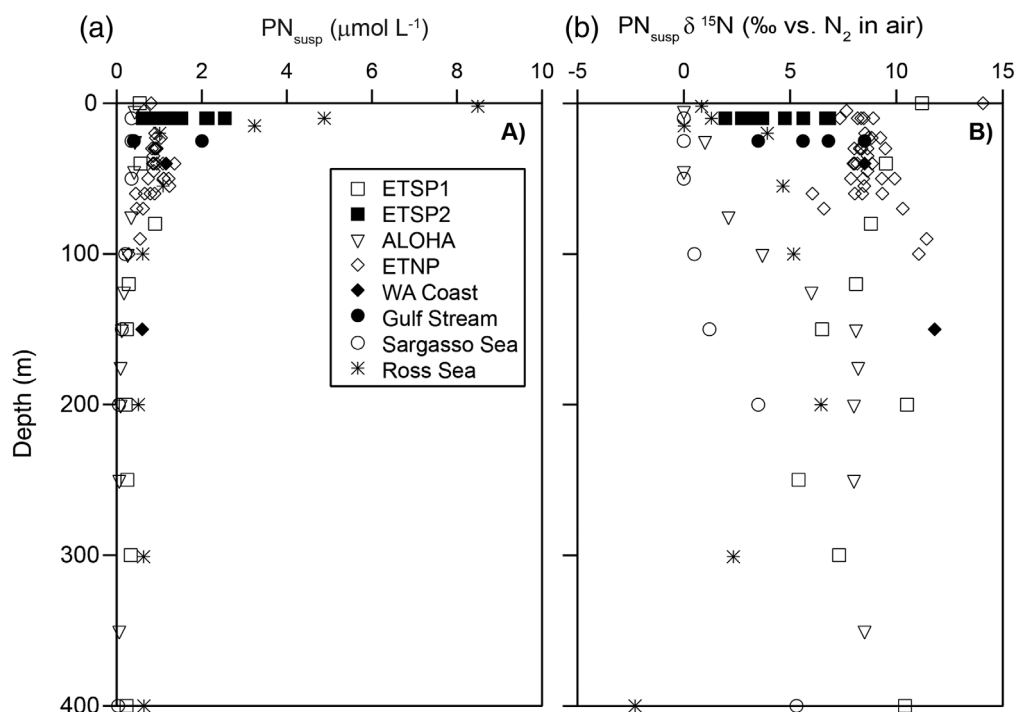 (a)
PNsusp (μmol L-1)
0 2 4 6 8 10
A)
0
100
200
300
400
Depth (m)
ETSP1
ETSP2
ALOHA
ETNP
WA Coast
Gulf Stream
Sargasso Sea
Ross Sea
(b)
PNsusp δ 15N (‰ vs. N2 in air)
-5 0 5 10 15
B)